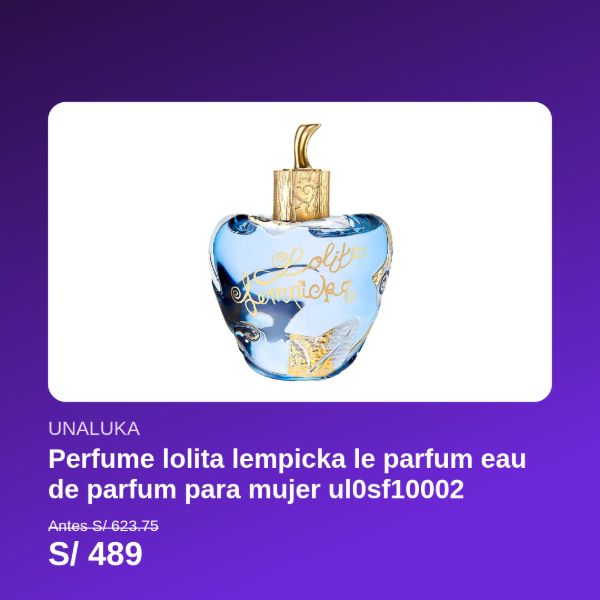 Lolita
Lempicka
UNALUKA
Perfume lolita lempicka le parfum eau
de parfum para mujer ul0sf10002
Antes S/ 623.75
S/ 489